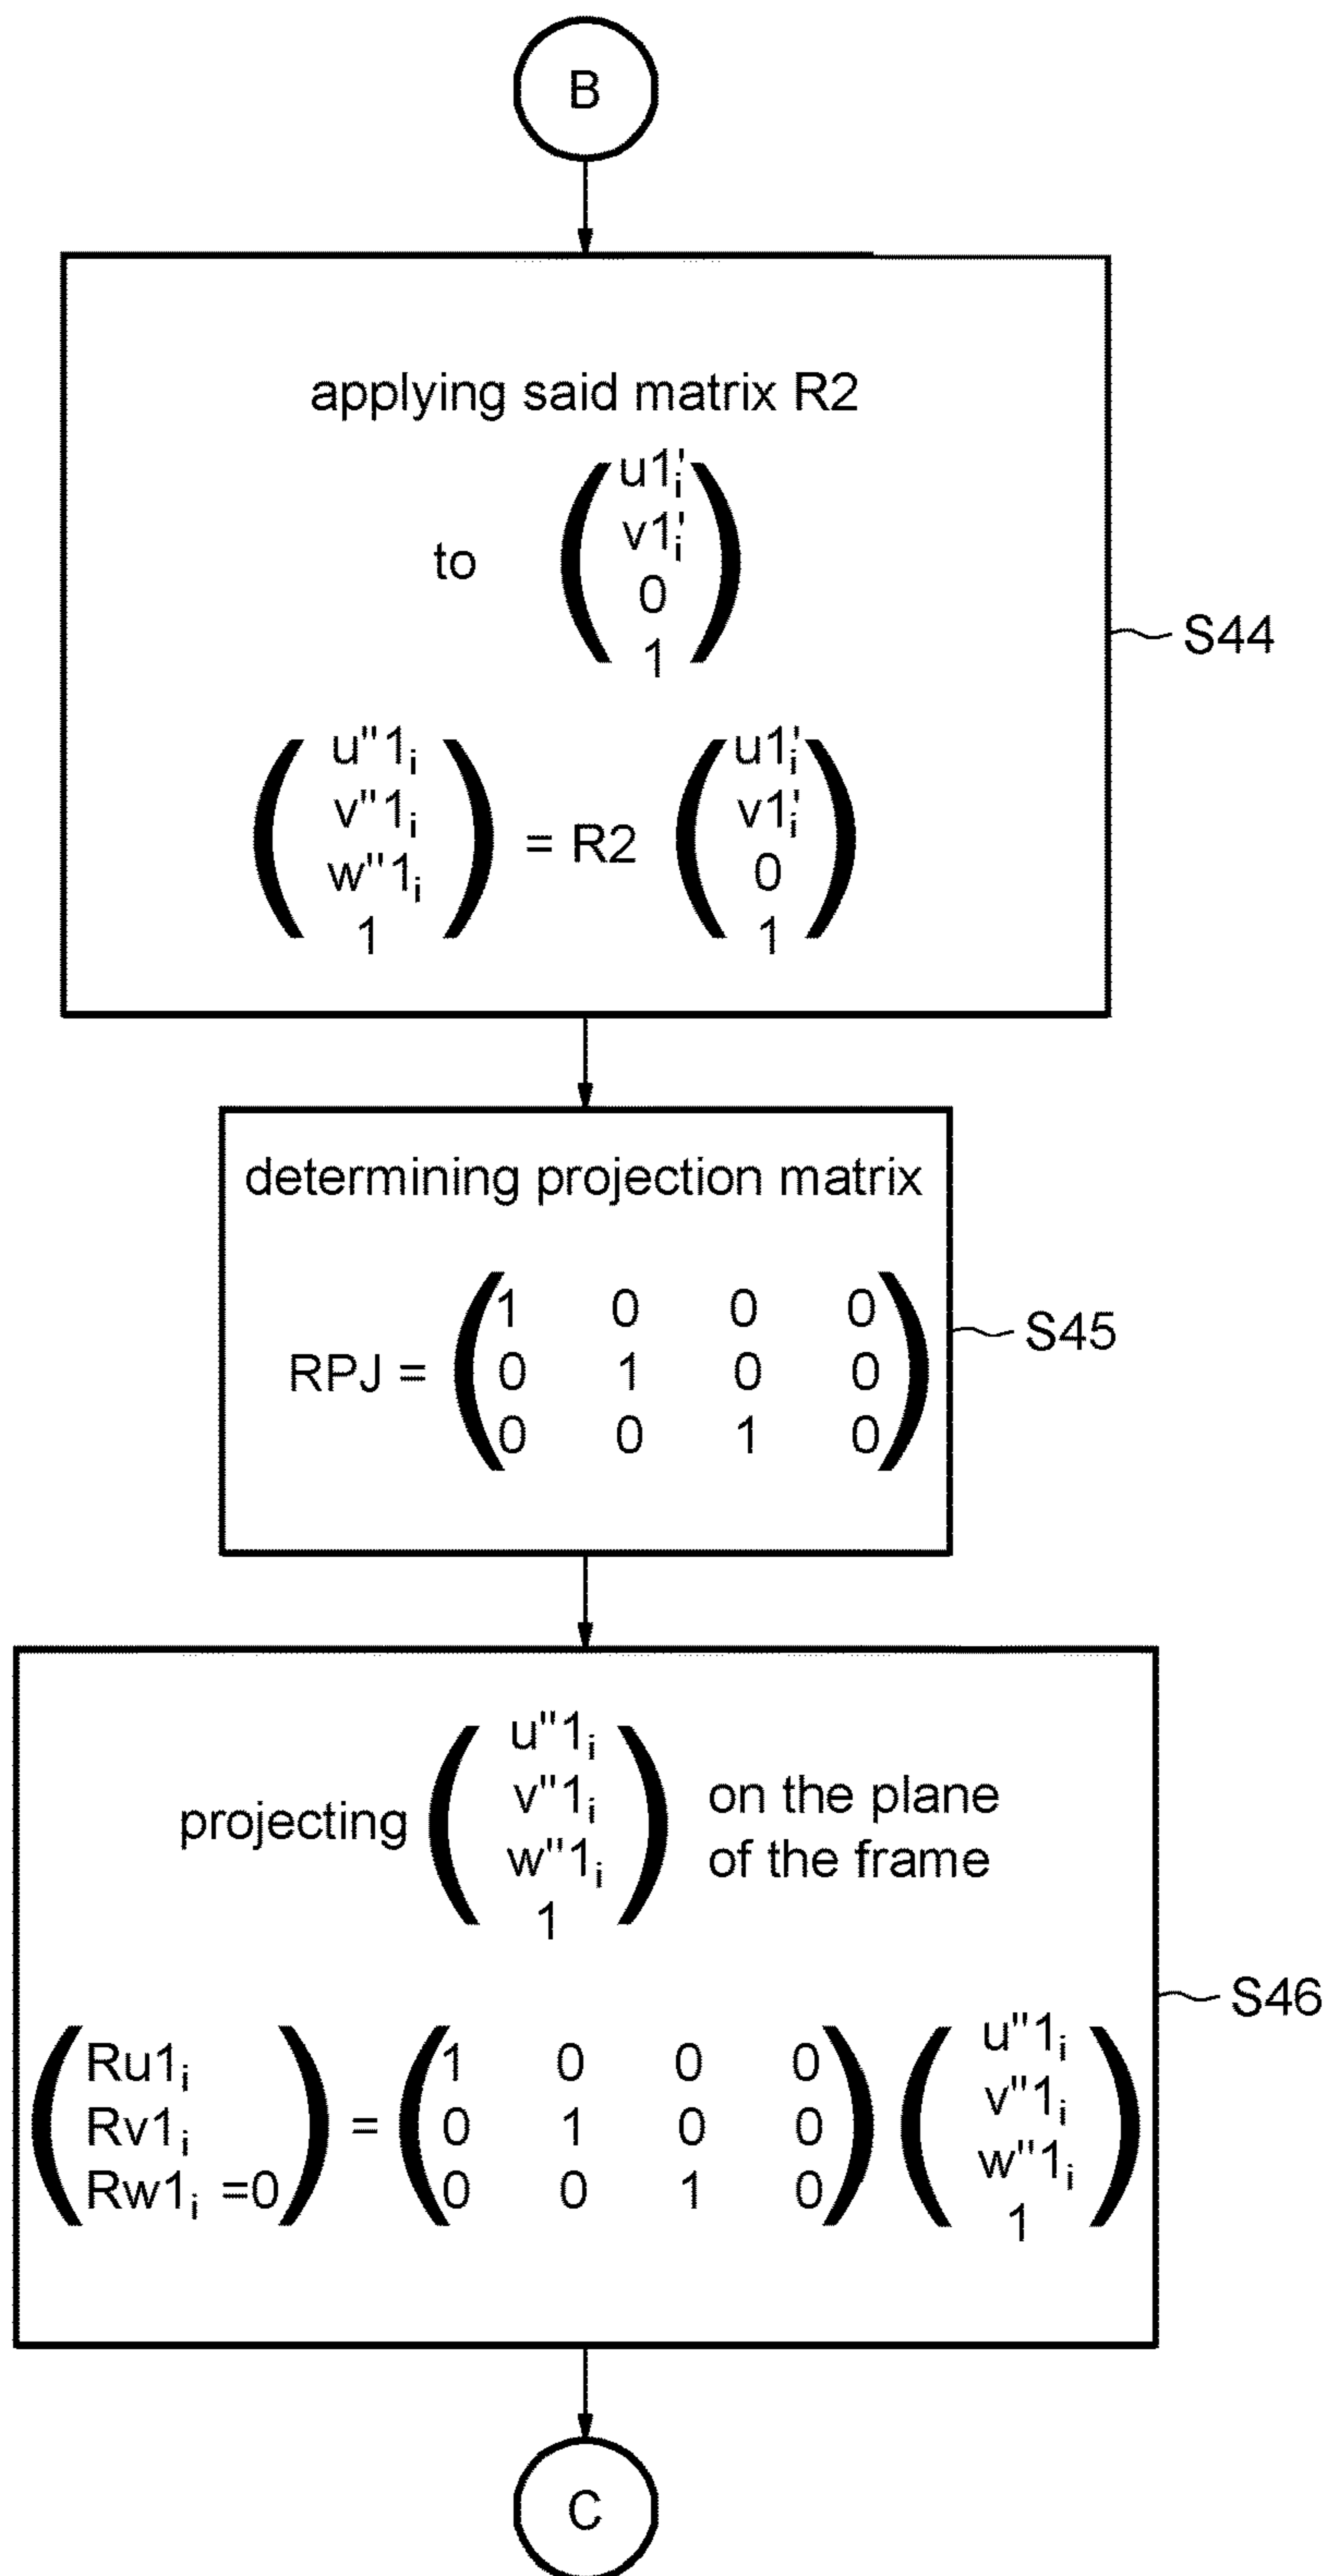 B
applying said matrix R2
to
u1'ᵢ
v1'ᵢ
0
1
u"1ᵢ
v"1ᵢ
w"1ᵢ
1
= R2
u1'ᵢ
v1'ᵢ
0
1
S44
determining projection matrix
RPJ =
1 0 0 0
0 1 0 0
0 0 1 0
S45
projecting
u"1ᵢ
v"1ᵢ
w"1ᵢ
1
on the plane
of the frame
Ru1ᵢ
Rv1ᵢ
Rw1ᵢ =0
=
1 0 0 0
0 1 0 0
0 0 1 0
u"1ᵢ
v"1ᵢ
w"1ᵢ
1
S46
C